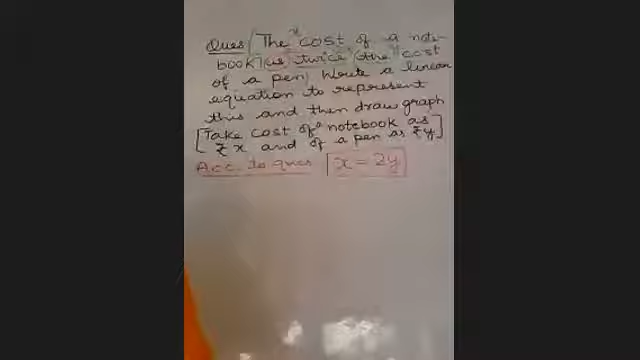 Ques The cost of a note-
book is twice the cost
of a pen, Write a linear
equation to represent
this and then draw graph
[Take cost of notebook as
₹ x and of a pen as ₹ y]
Acc. to ques x = 2y